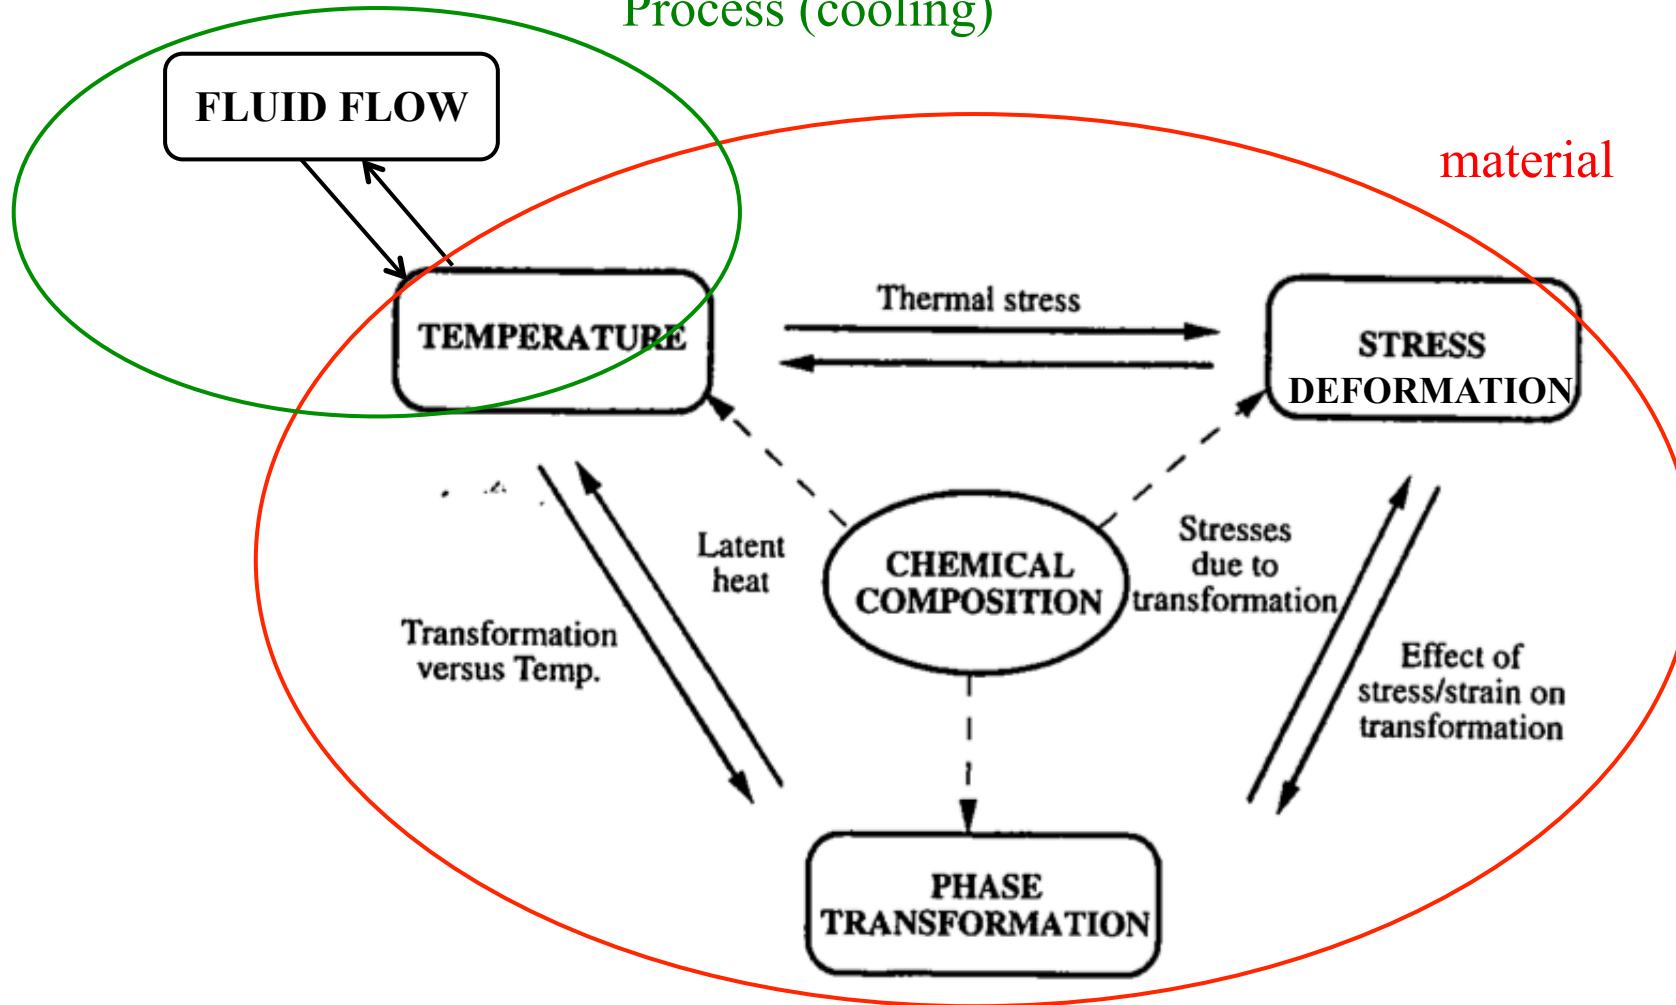 Process (cooling)
FLUID FLOW
material
Thermal stress
TEMPERATURE
STRESS
DEFORMATION
Latent
heat
CHEMICAL
COMPOSITION
Stresses
due to
transformation
Transformation
versus Temp.
Effect of
stress/strain on
transformation
PHASE
TRANSFORMATION